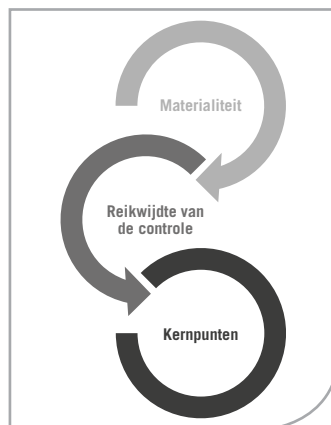 Materialiteit
Reikwijdte van
de controle
Kernpunten